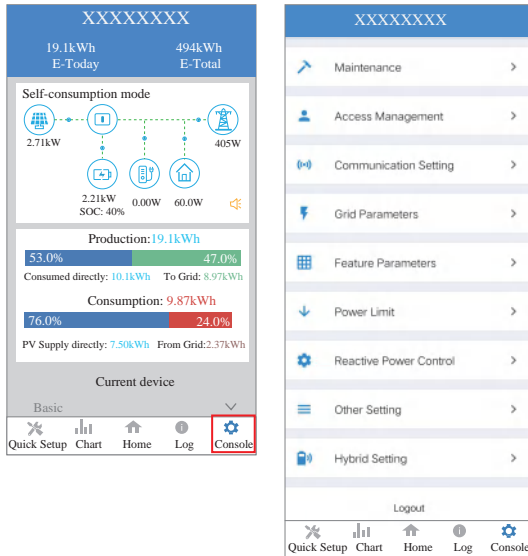 XXXXXXXX
19.1kWh 494kWh
E-Today E-Total
Self-consumption mode
2.71kW 405W
2.21kW 0.00W 60.0W
SOC: 40%
Production:19.1kWh
53.0% 47.0%
Consumed directly: 10.1kWh To Grid: 8.97kWh
Consumption: 9.87kWh
76.0% 24.0%
PV Supply directly: 7.50kWh From Grid:2.37kWh
Current device
Basic
Quick Setup Chart Home Log Console
XXXXXXXX
Maintenance
Access Management
Communication Setting
Grid Parameters
Feature Parameters
Power Limit
Reactive Power Control
Other Setting
Hybrid Setting
Logout
Quick Setup Chart Home Log Console